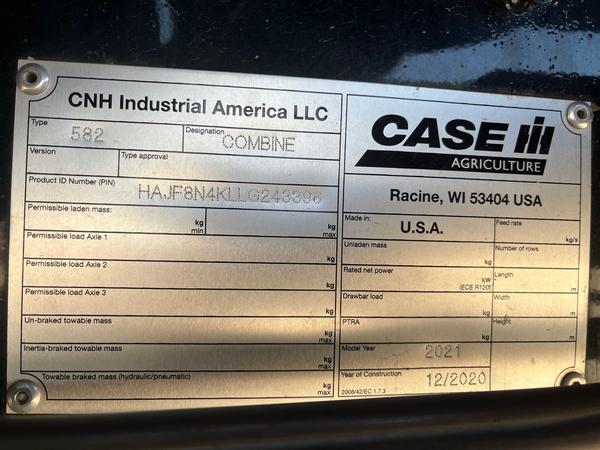 CNH Industrial America LLC
Type
582
Designation
COMBINE
Version
Type approval
Product ID Number (PIN)
HAJF8N4KLLG243396
Permissible laden mass:
kg
min
kg
max
Permissible load Axle 1
kg
Permissible load Axle 2
kg
Permissible load Axle 3
kg
Un-braked towable mass
kg
max
Inertia-braked towable mass
kg
max
Towable braked mass (hydraulic/pneumatic)
kg
max
CASE IH
AGRICULTURE
Racine, WI 53404 USA
Made in:
U.S.A.
Feed rate
kg/s
Unladen mass
kg
Number of rows
Rated net power
kW
(ECE R120)
Length
m
Drawbar load
kg
Width
m
PTRA
kg
Height
m
Model Year
2021
Year of Construction
12/2020
2006/42/EC 1.7.3